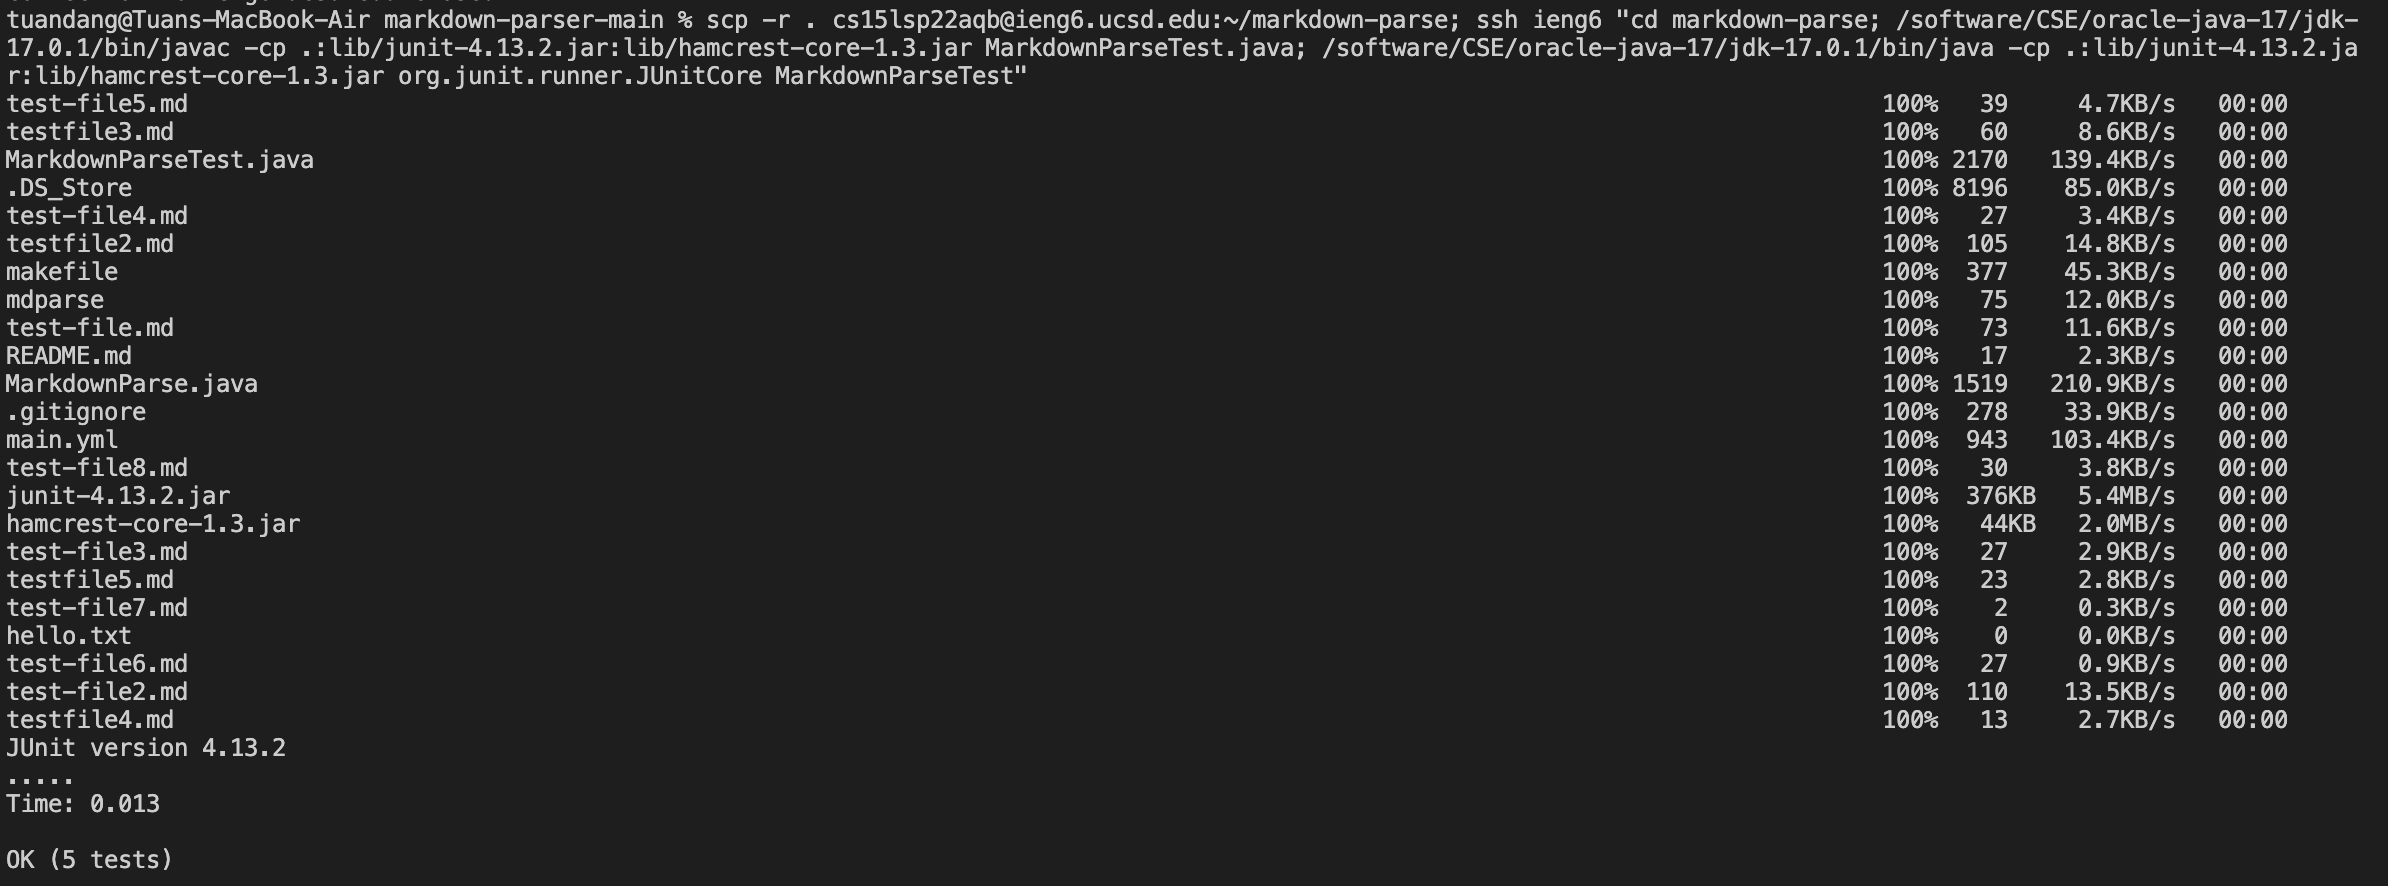 tuandang@Tuans-MacBook-Air markdown-parser-main % scp -r . cs15lsp22aqb@ieng6.ucsd.edu:~/markdown-parse; ssh ieng6 "cd markdown-parse; /software/CSE/oracle-java-17/jdk-
17.0.1/bin/javac -cp .:lib/junit-4.13.2.jar:lib/hamcrest-core-1.3.jar MarkdownParseTest.java; /software/CSE/oracle-java-17/jdk-17.0.1/bin/java -cp .:lib/junit-4.13.2.ja
r:lib/hamcrest-core-1.3.jar org.junit.runner.JUnitCore MarkdownParseTest"
test-file5.md 100% 39 4.7KB/s 00:00
testfile3.md 100% 60 8.6KB/s 00:00
MarkdownParseTest.java 100% 2170 139.4KB/s 00:00
.DS_Store 100% 8196 85.0KB/s 00:00
test-file4.md 100% 27 3.4KB/s 00:00
testfile2.md 100% 105 14.8KB/s 00:00
makefile 100% 377 45.3KB/s 00:00
mdparse 100% 75 12.0KB/s 00:00
test-file.md 100% 73 11.6KB/s 00:00
README.md 100% 17 2.3KB/s 00:00
MarkdownParse.java 100% 1519 210.9KB/s 00:00
.gitignore 100% 278 33.9KB/s 00:00
main.yml 100% 943 103.4KB/s 00:00
test-file8.md 100% 30 3.8KB/s 00:00
junit-4.13.2.jar 100% 376KB 5.4MB/s 00:00
hamcrest-core-1.3.jar 100% 44KB 2.0MB/s 00:00
test-file3.md 100% 27 2.9KB/s 00:00
testfile5.md 100% 23 2.8KB/s 00:00
test-file7.md 100% 2 0.3KB/s 00:00
hello.txt 100% 0 0.0KB/s 00:00
test-file6.md 100% 27 0.9KB/s 00:00
test-file2.md 100% 110 13.5KB/s 00:00
testfile4.md 100% 13 2.7KB/s 00:00
JUnit version 4.13.2
.....
Time: 0.013
OK (5 tests)